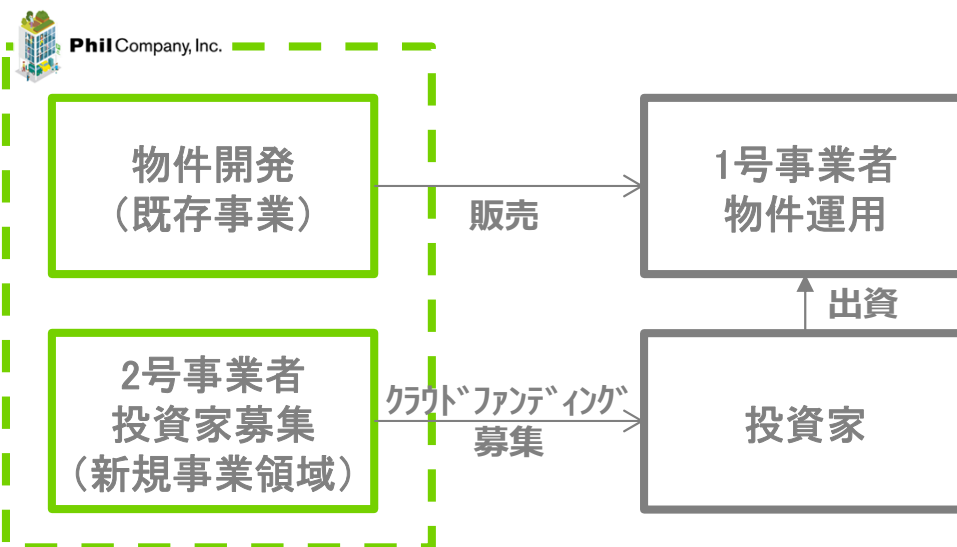 Phil Company, Inc.
物件開発
（既存事業）
販売
1号事業者
物件運用
出資
2号事業者
投資家募集
（新規事業領域）
ｸﾗｳﾄﾞﾌｧﾝﾃﾞｨﾝｸﾞ
募集
投資家